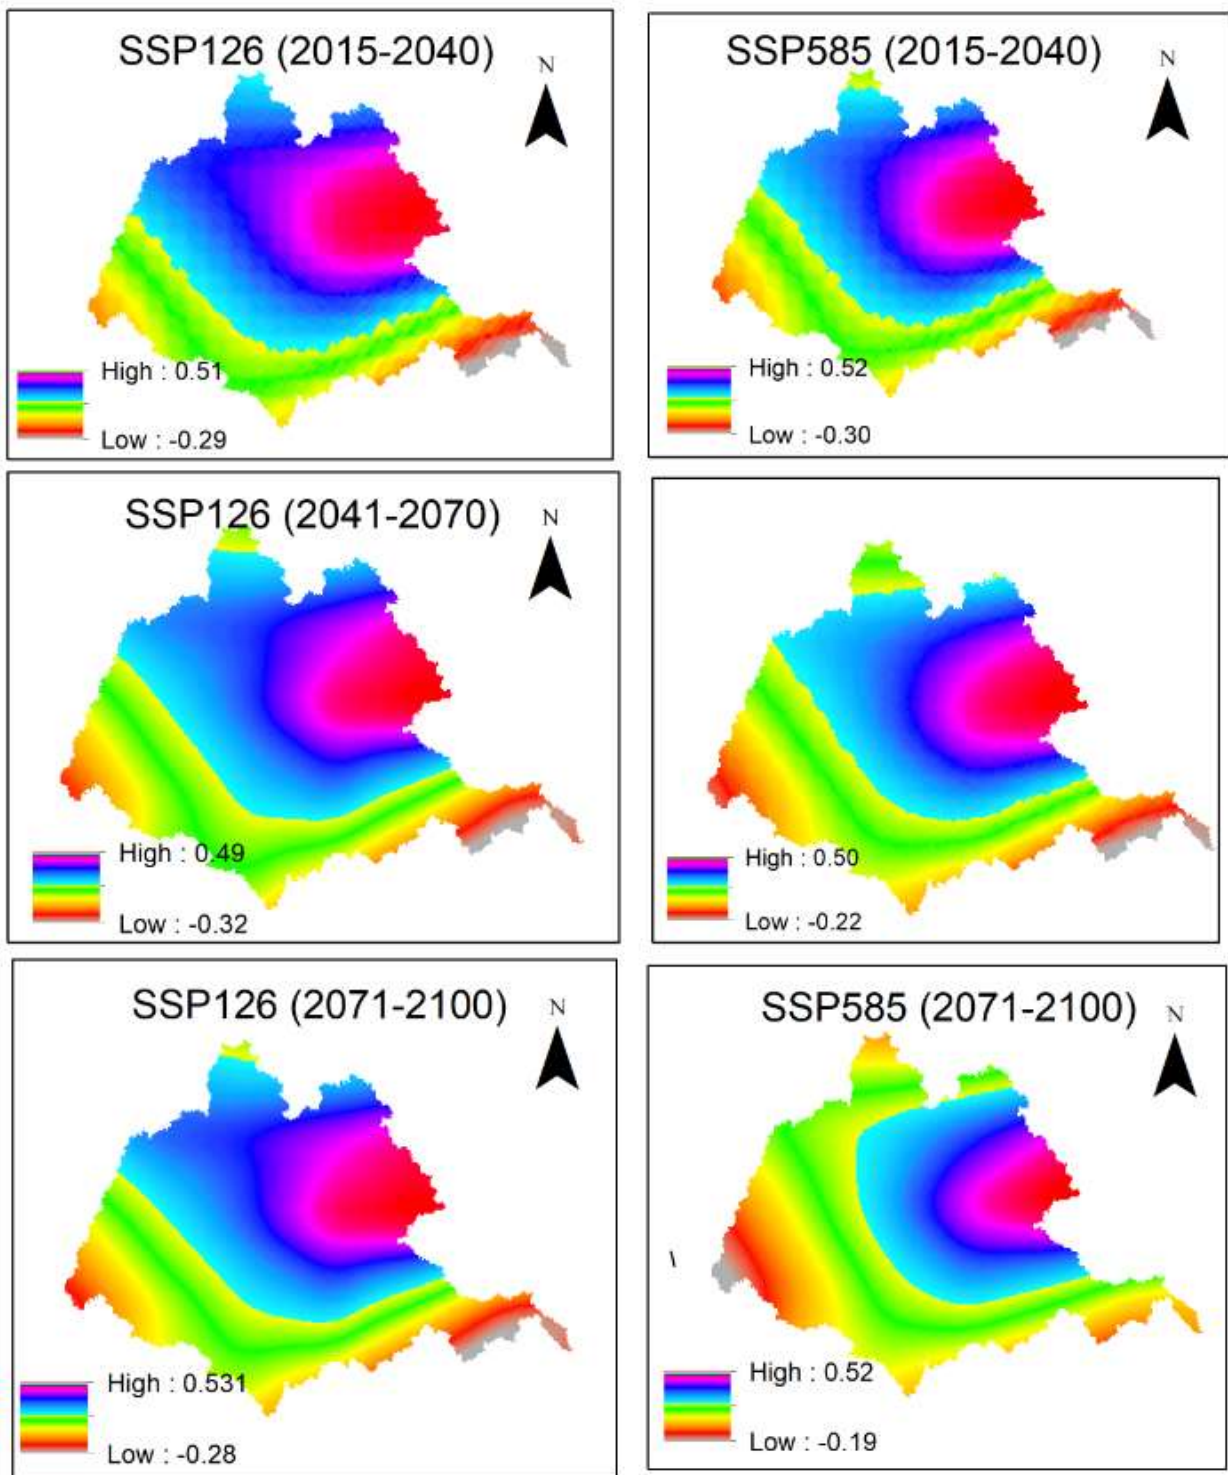 SSP126 (2015-2040)
N
High : 0.51
Low : -0.29
SSP585 (2015-2040)
N
High : 0.52
Low : -0.30
SSP126 (2041-2070)
N
High : 0.49
Low : -0.32
High : 0.50
Low : -0.22
SSP126 (2071-2100)
N
High : 0.531
Low : -0.28
SSP585 (2071-2100)
N
High : 0.52
Low : -0.19